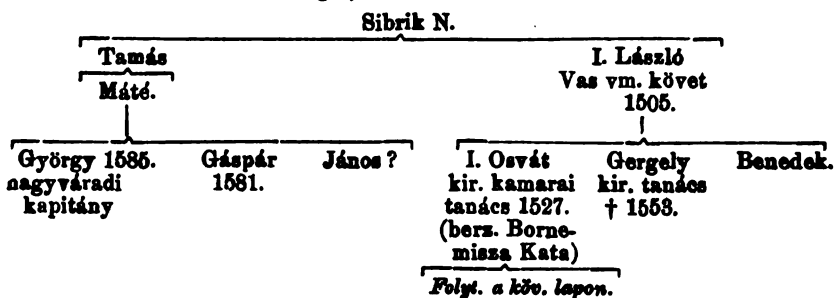 Sibrik N.
Tamás
I. László
Vas vm. követ
1505.
Máté.
György 1585.
nagyváradi
kapitány
Gáspár
1581.
János?
I. Osvát
kir. kamarai
tanács 1527.
(berz. Borne-
misza Kata)
Gergely
kir. tanács
† 1553.
Benedek.
Folyt. a köv. lapon.